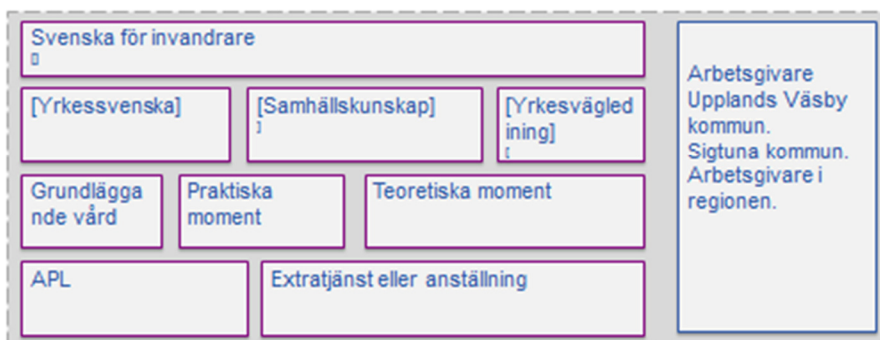 Svenska för invandrare
[Yrkessvenska]
[Samhällskunskap]
[Yrkesvägled
ining]
Grundlägga
nde vård
Praktiska
moment
Teoretiska moment
APL
Extratjänst eller anställning
Arbetsgivare
Upplands Väsby
kommun.
Sigtuna kommun.
Arbetsgivare i
regionen.